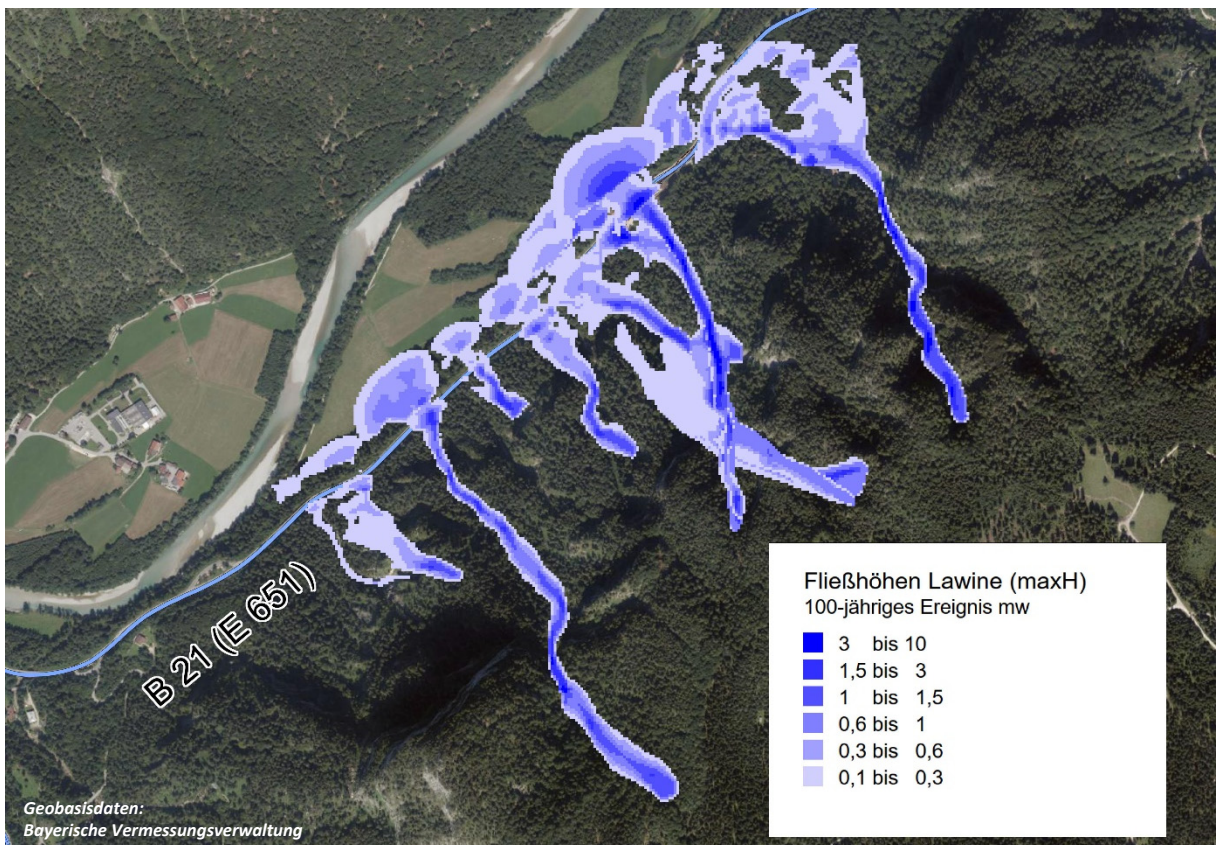 B 21 (E 651)
Fließhöhen Lawine (maxH)
100-jähriges Ereignis mw
3 bis 10
1,5 bis 3
1 bis 1,5
0,6 bis 1
0,3 bis 0,6
0,1 bis 0,3
Geobasisdaten:
Bayerische Vermessungsverwaltung